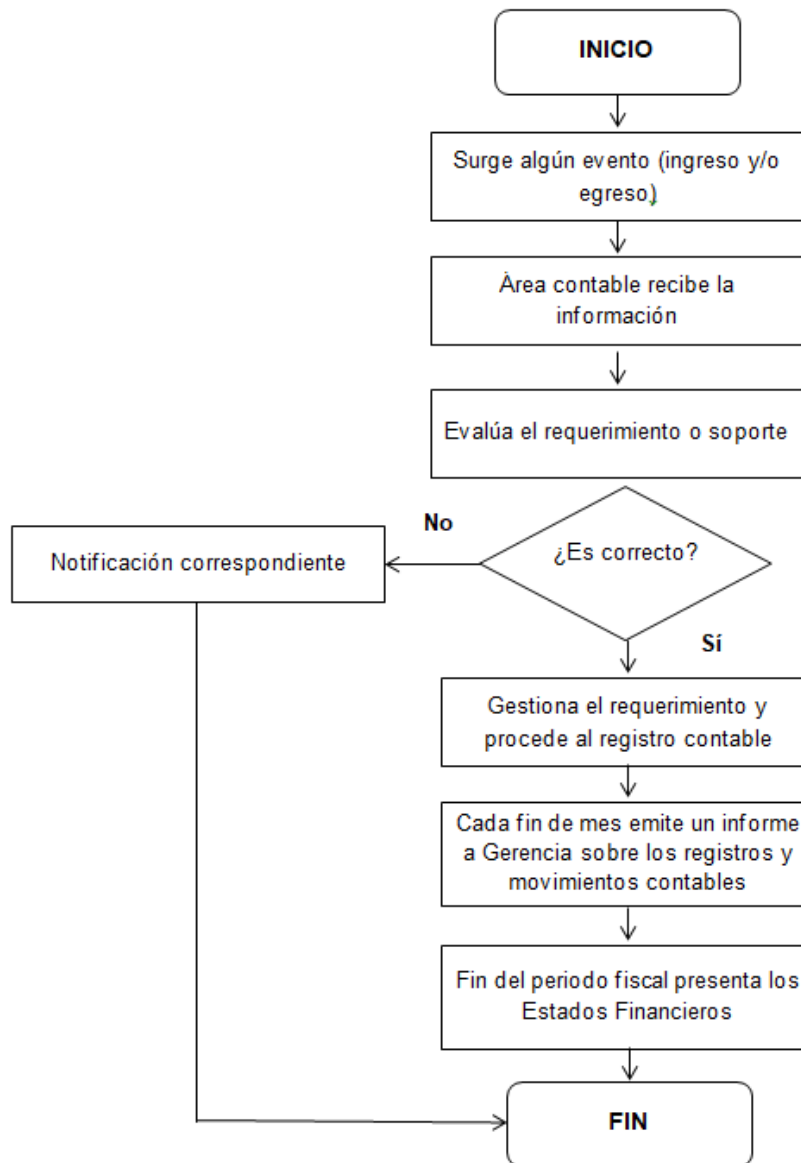 INICIO
Surge algún evento (ingreso y/o
egreso)
Área contable recibe la
información
Evalúa el requerimiento o soporte
No
¿Es correcto?
Notificación correspondiente
Sí
Gestiona el requerimiento y
procede al registro contable
Cada fin de mes emite un informe
a Gerencia sobre los registros y
movimientos contables
Fin del periodo fiscal presenta los
Estados Financieros
FIN